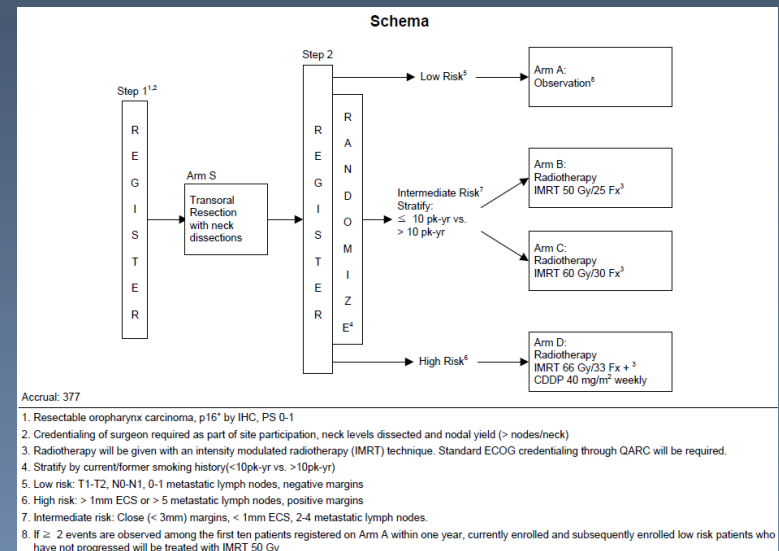 Schema
Step 1¹,²
R
E
G
I
S
T
E
R
Arm S
Transoral
Resection
with neck
dissections
Step 2
R
E
G
I
S
T
E
R
R
A
N
D
O
M
I
Z
E⁴
Low Risk⁵
Arm A:
Observation⁸
Intermediate Risk⁷
Stratify:
≤ 10 pk-yr vs.
> 10 pk-yr
Arm B:
Radiotherapy
IMRT 50 Gy/25 Fx³
Arm C:
Radiotherapy
IMRT 60 Gy/30 Fx³
High Risk⁶
Arm D:
Radiotherapy
IMRT 66 Gy/33 Fx + ³
CDDP 40 mg/m² weekly
Accrual: 377
1. Resectable oropharynx carcinoma, p16⁺ by IHC, PS 0-1
2. Credentialing of surgeon required as part of site participation, neck levels dissected and nodal yield (> nodes/neck)
3. Radiotherapy will be given with an intensity modulated radiotherapy (IMRT) technique. Standard ECOG credentialing through QARC will be required.
4. Stratify by current/former smoking history(<10pk-yr vs. >10pk-yr)
5. Low risk: T1-T2, N0-N1, 0-1 metastatic lymph nodes, negative margins
6. High risk: > 1mm ECS or > 5 metastatic lymph nodes, positive margins
7. Intermediate risk: Close (< 3mm) margins, < 1mm ECS, 2-4 metastatic lymph nodes.
8. If ≥ 2 events are observed among the first ten patients registered on Arm A within one year, currently enrolled and subsequently enrolled low risk patients who
have not progressed will be treated with IMRT 50 Gy